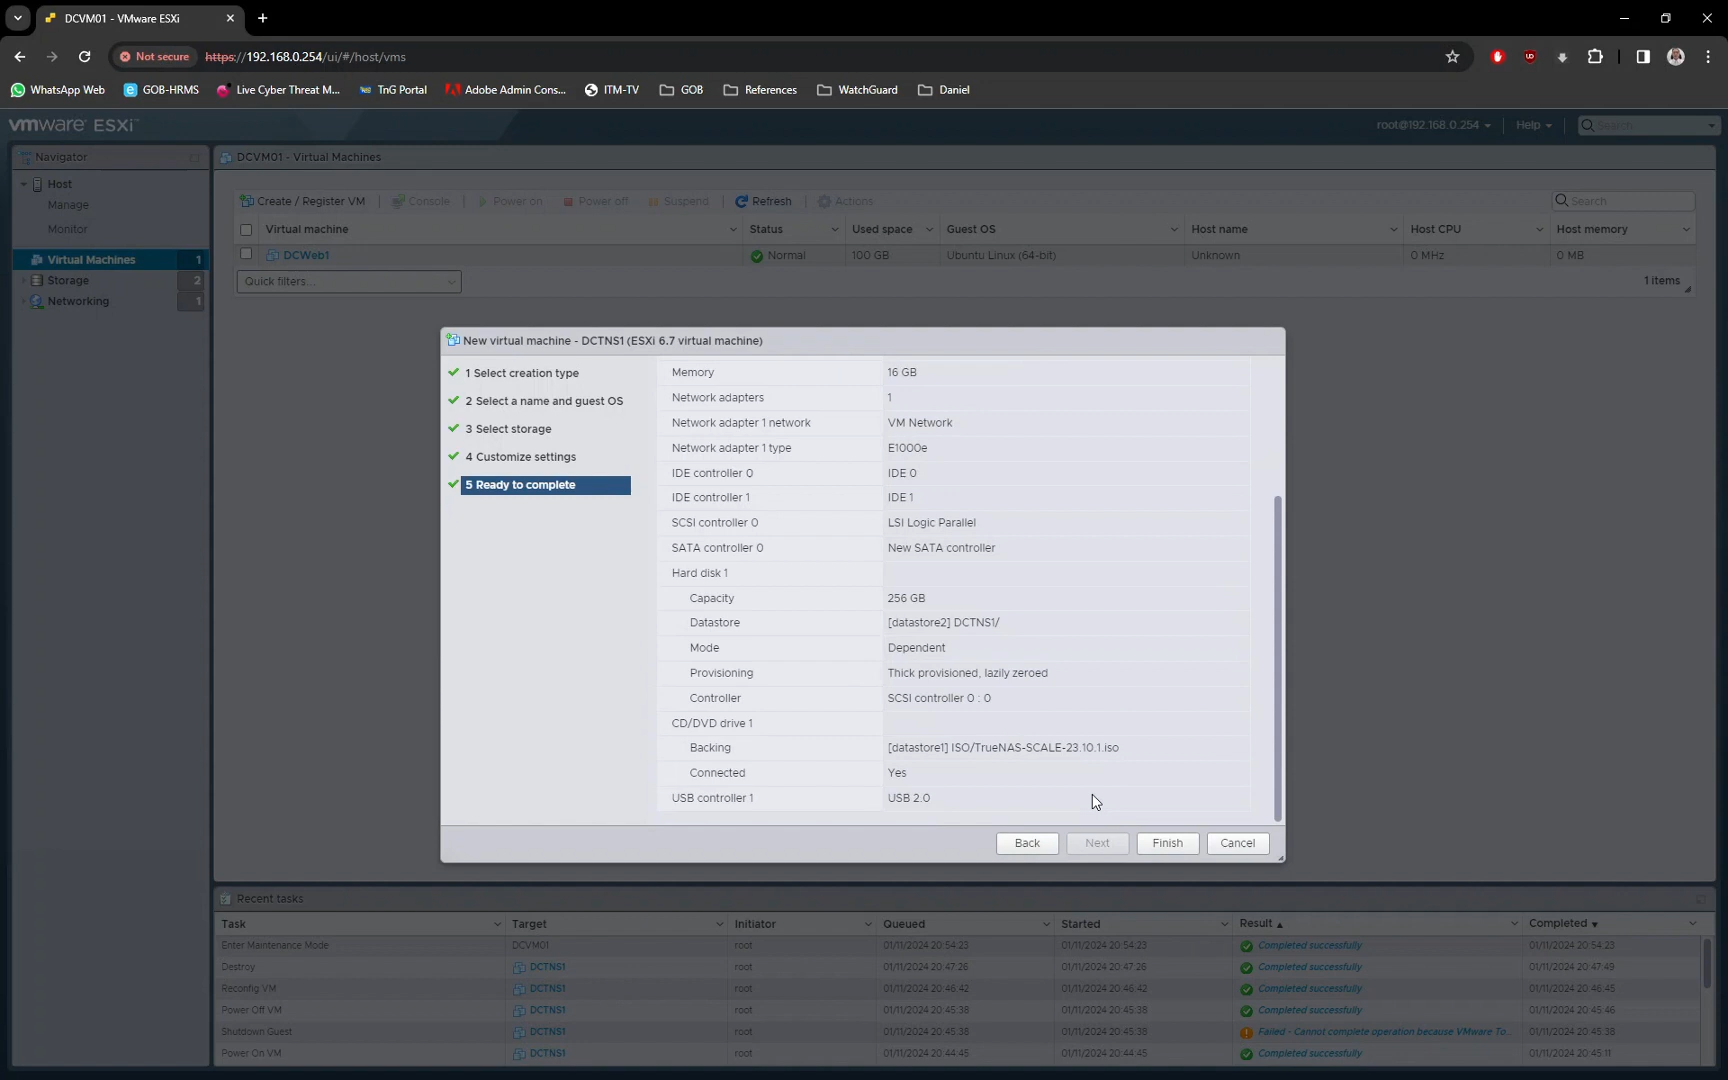 DCVM01 - VMware ESXi
Not secure https://192.168.0.254/ui/#/host/vms
WhatsApp Web GOB-HRMS Live Cyber Threat M... TnG Portal Adobe Admin Cons... ITM-TV GOB References WatchGuard Daniel
vmware ESXi root@192.168.0.254 Help Search
Navigator
Host
Manage
Monitor
Virtual Machines 1
Storage 2
Networking 1
DCVM01 - Virtual Machines
Create / Register VM Console Power on Power off Suspend Refresh Actions Search
Virtual machine Status Used space Guest OS Host name Host CPU Host memory
DCWeb1 Normal 100 GB Ubuntu Linux (64-bit) Unknown 0 MHz 0 MB
Quick filters... 1 items
New virtual machine - DCTNS1 (ESXi 6.7 virtual machine)
1 Select creation type
2 Select a name and guest OS
3 Select storage
4 Customize settings
5 Ready to complete
Memory 16 GB
Network adapters 1
Network adapter 1 network VM Network
Network adapter 1 type E1000e
IDE controller 0 IDE 0
IDE controller 1 IDE 1
SCSI controller 0 LSI Logic Parallel
SATA controller 0 New SATA controller
Hard disk 1
Capacity 256 GB
Datastore [datastore2] DCTNS1/
Mode Dependent
Provisioning Thick provisioned, lazily zeroed
Controller SCSI controller 0 : 0
CD/DVD drive 1
Backing [datastore1] ISO/TrueNAS-SCALE-23.10.1.iso
Connected Yes
USB controller 1 USB 2.0
Back Next Finish Cancel
Recent tasks
Task Target Initiator Queued Started Result Completed
Enter Maintenance Mode DCVM01 root 01/11/2024 20:54:23 01/11/2024 20:54:23 Completed successfully 01/11/2024 20:54:23
Destroy DCTNS1 root 01/11/2024 20:47:26 01/11/2024 20:47:26 Completed successfully 01/11/2024 20:47:49
Reconfig VM DCTNS1 root 01/11/2024 20:46:42 01/11/2024 20:46:42 Completed successfully 01/11/2024 20:46:45
Power Off VM DCTNS1 root 01/11/2024 20:45:38 01/11/2024 20:45:38 Completed successfully 01/11/2024 20:45:46
Shutdown Guest DCTNS1 root 01/11/2024 20:45:38 01/11/2024 20:45:38 Failed - Cannot complete operation because VMware To... 01/11/2024 20:45:38
Power On VM DCTNS1 root 01/11/2024 20:44:45 01/11/2024 20:44:45 Completed successfully 01/11/2024 20:45:11